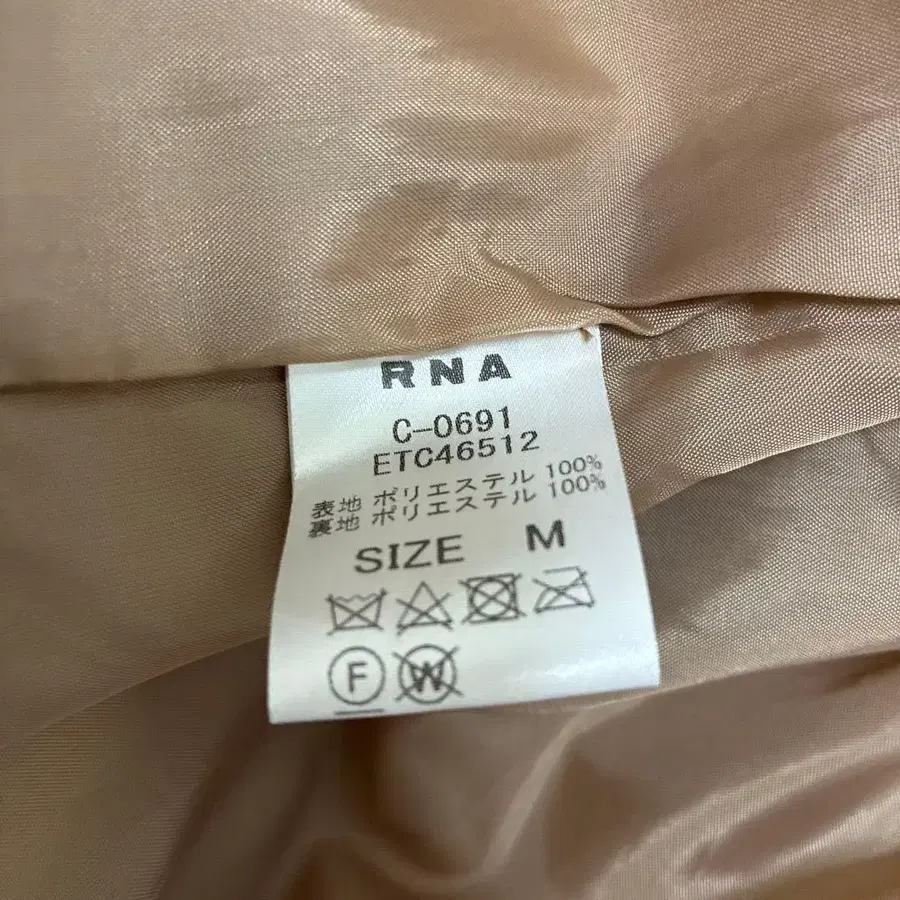 RNA
C-0691
ETC46512
表地 ポリエステル 100%
裏地 ポリエステル 100%
SIZE M
F W